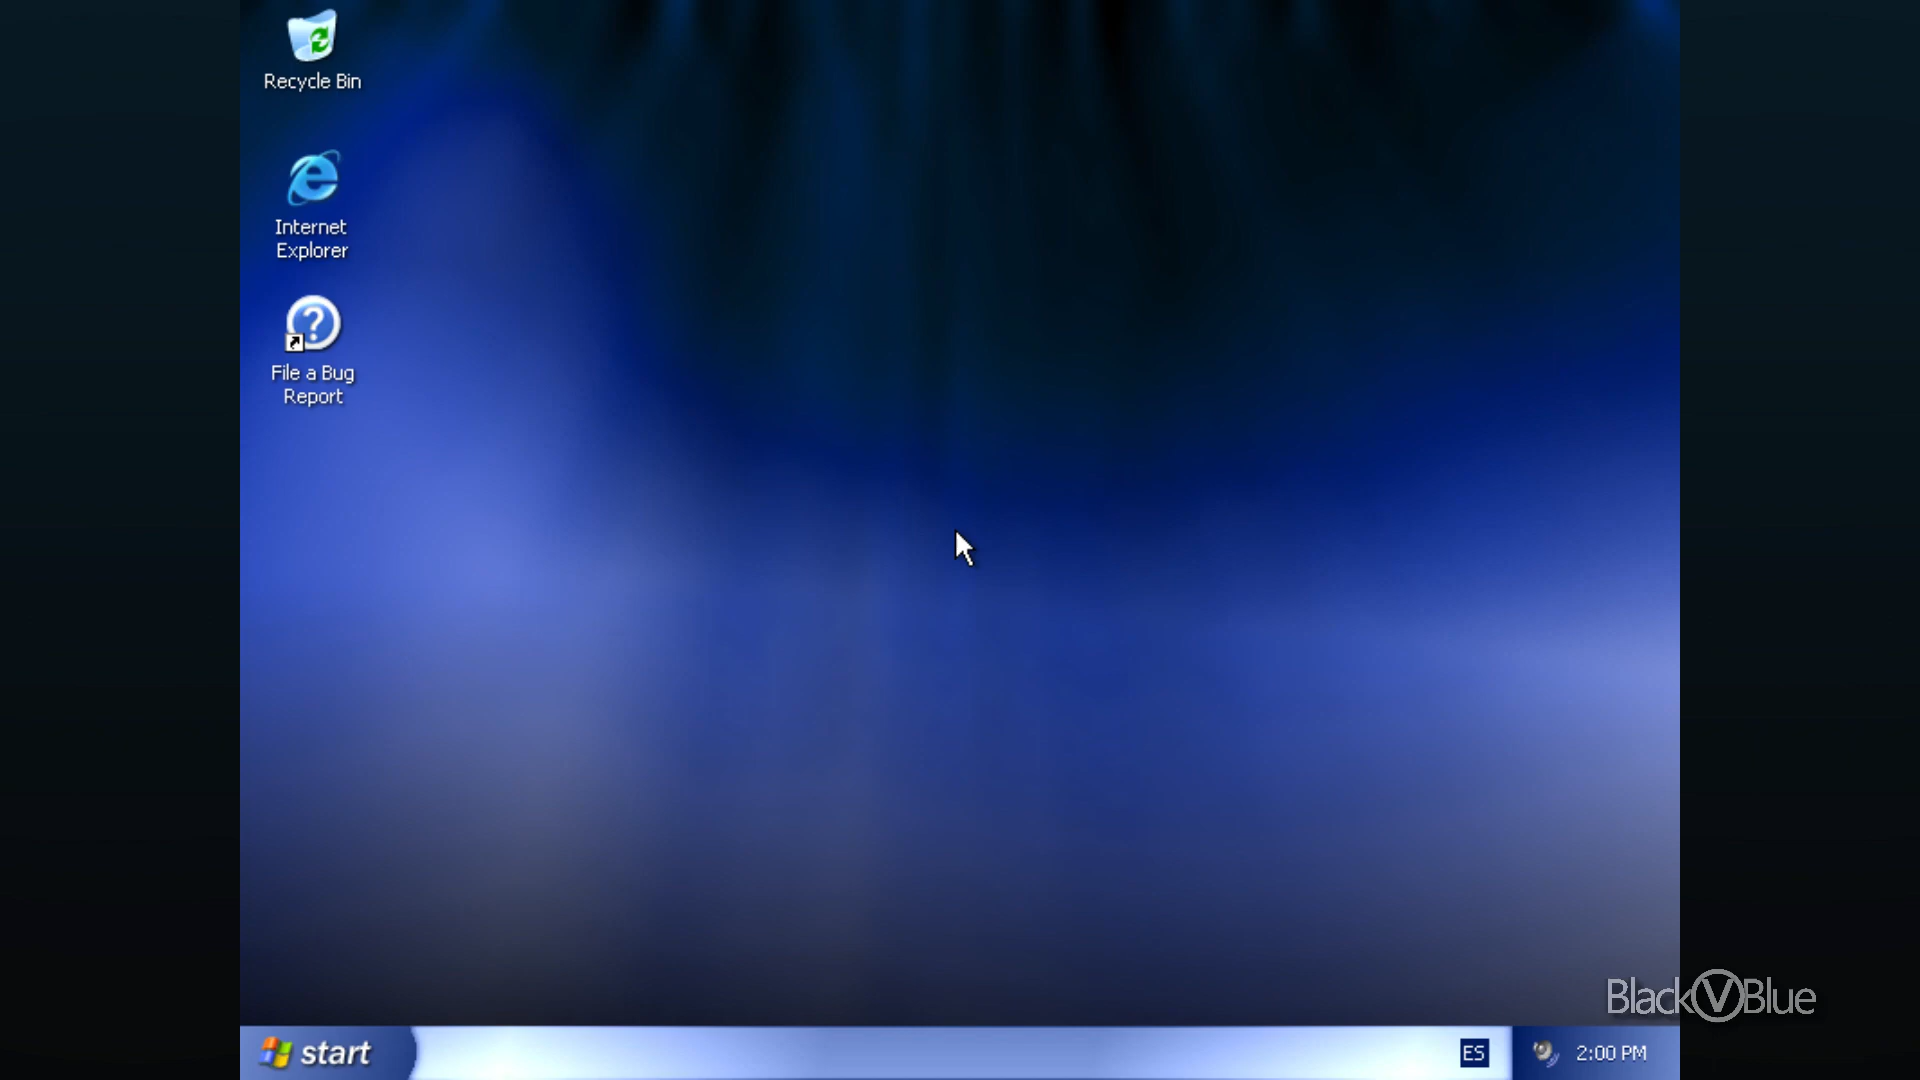 Recycle Bin
Internet
Explorer
File a Bug
Report
BlackVBlue
start
ES
2:00 PM